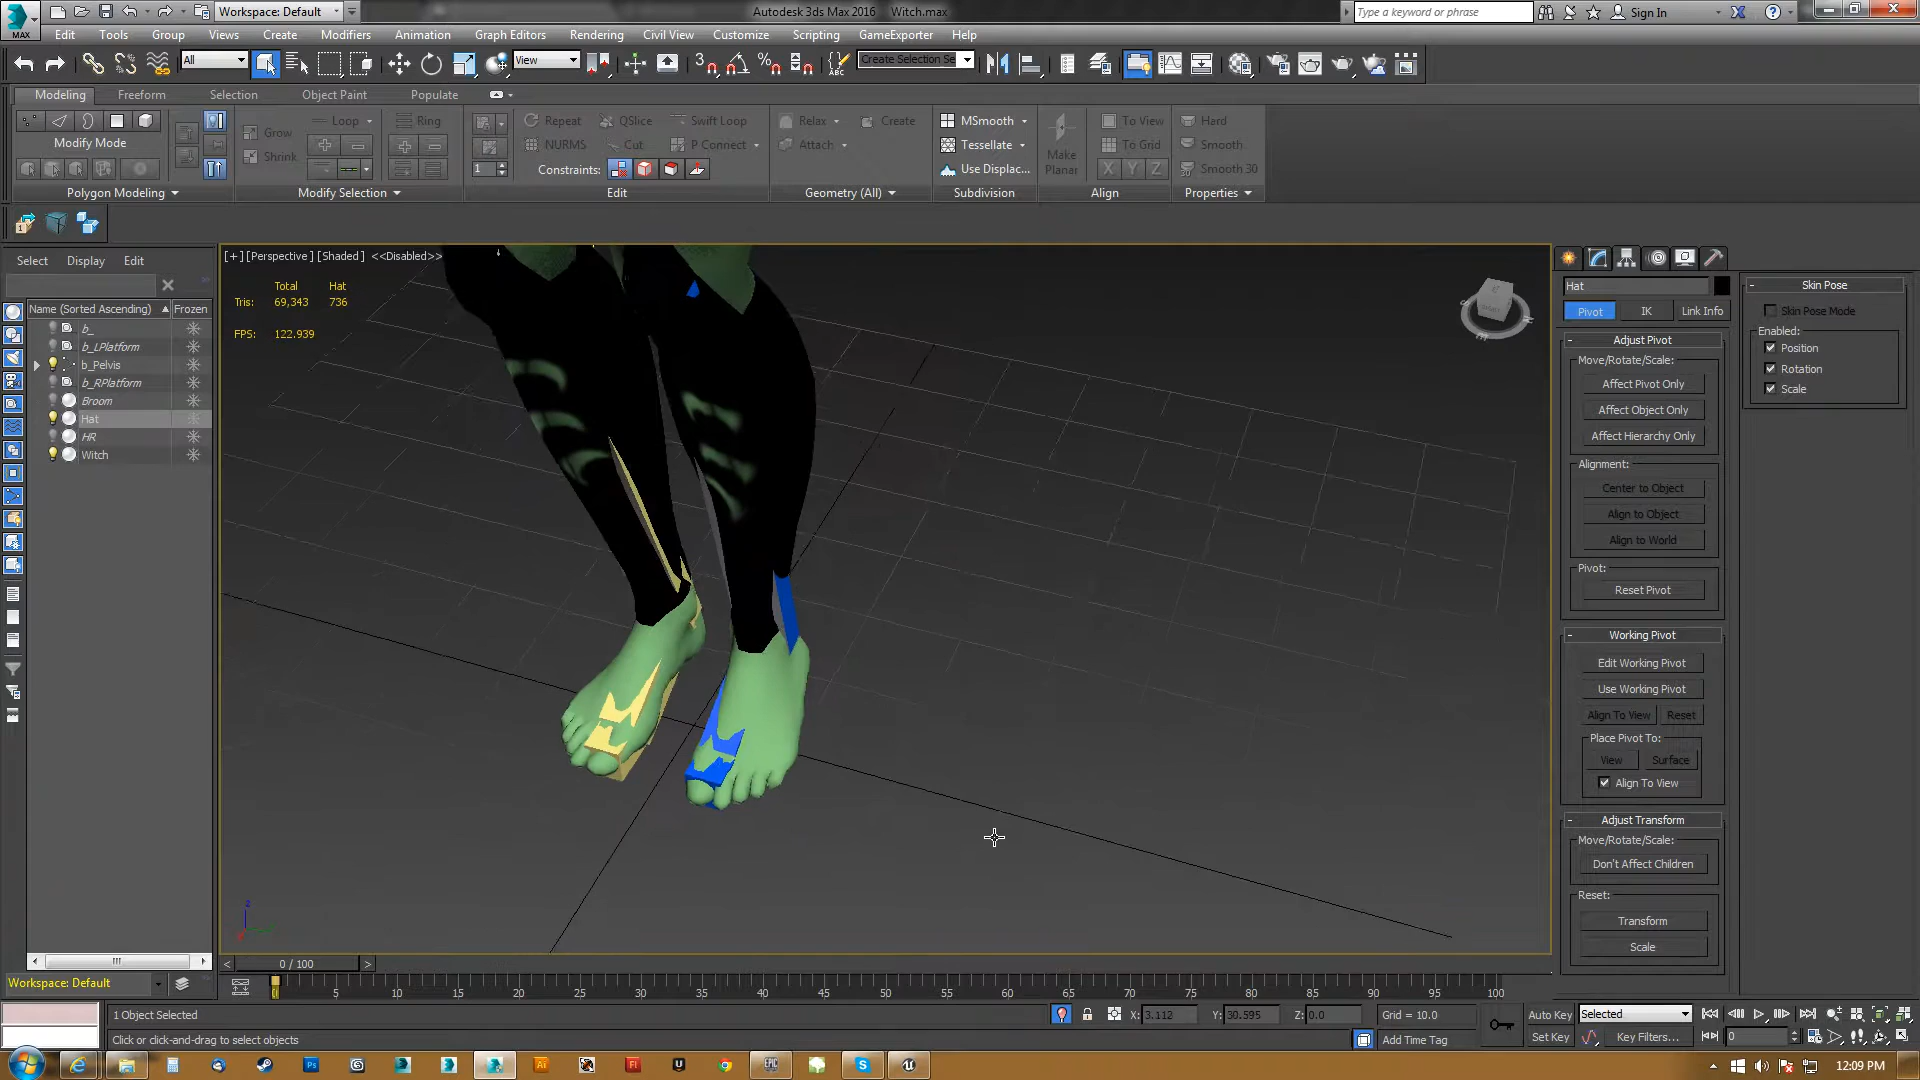 Workspace: Default
Autodesk 3ds Max 2016    Witch.max
Type a keyword or phrase
Sign In
MAX
Edit Tools Group Views Create Modifiers Animation Graph Editors Rendering Civil View Customize Scripting GameExporter Help
All
View
3
ABC
Create Selection Se
Modeling Freeform Selection Object Paint Populate
Modify Mode
Polygon Modeling
Grow
Shrink
Loop
Ring
Modify Selection
1
Repeat QSlice Swift Loop
NURMS Cut P Connect
Constraints:
Edit
Relax Create
Attach
Geometry (All)
MSmooth
Tessellate
Use Displac...
Subdivision
Make
Planar
To View
To Grid
X Y Z
Align
Hard
Smooth
Smooth 30
Properties
Select Display Edit
Name (Sorted Ascending) Frozen
b_
b_LPlatform
b_Pelvis
b_RPlatform
Broom
Hat
HR
Witch
[+] [Perspective ] [Shaded ] <<Disabled>>
Total Hat
Tris: 69,343 736
FPS: 122.939
Hat
Pivot IK Link Info
Adjust Pivot
Move/Rotate/Scale:
Affect Pivot Only
Affect Object Only
Affect Hierarchy Only
Alignment:
Center to Object
Align to Object
Align to World
Pivot:
Reset Pivot
Working Pivot
Edit Working Pivot
Use Working Pivot
Align To View Reset
Place Pivot To:
View Surface
Align To View
Adjust Transform
Move/Rotate/Scale:
Don't Affect Children
Reset:
Transform
Scale
Skin Pose
Skin Pose Mode
Enabled:
Position
Rotation
Scale
Workspace: Default
< 0 / 100 >
0 5 10 15 20 25 30 35 40 45 50 55 60 65 70 75 80 85 90 95 100
1 Object Selected
X: 3.112 Y: 30.595 Z: 0.0
Grid = 10.0
Auto Key Selected
Click or click-and-drag to select objects
Add Time Tag
Set Key Key Filters...
0
12:09 PM